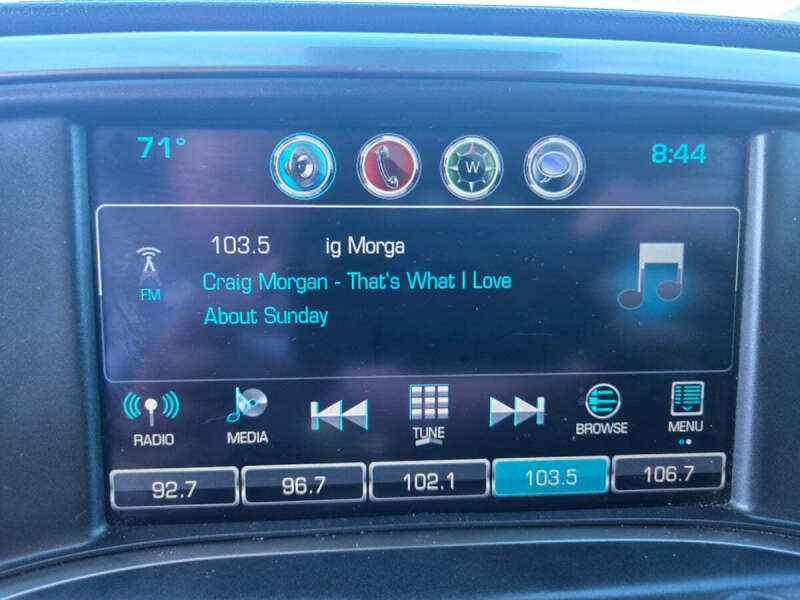 71° 8:44
W
103.5 ig Morga
FM
Craig Morgan - That's What I Love
About Sunday
RADIO MEDIA TUNE BROWSE MENU
92.7 96.7 102.1 103.5 106.7